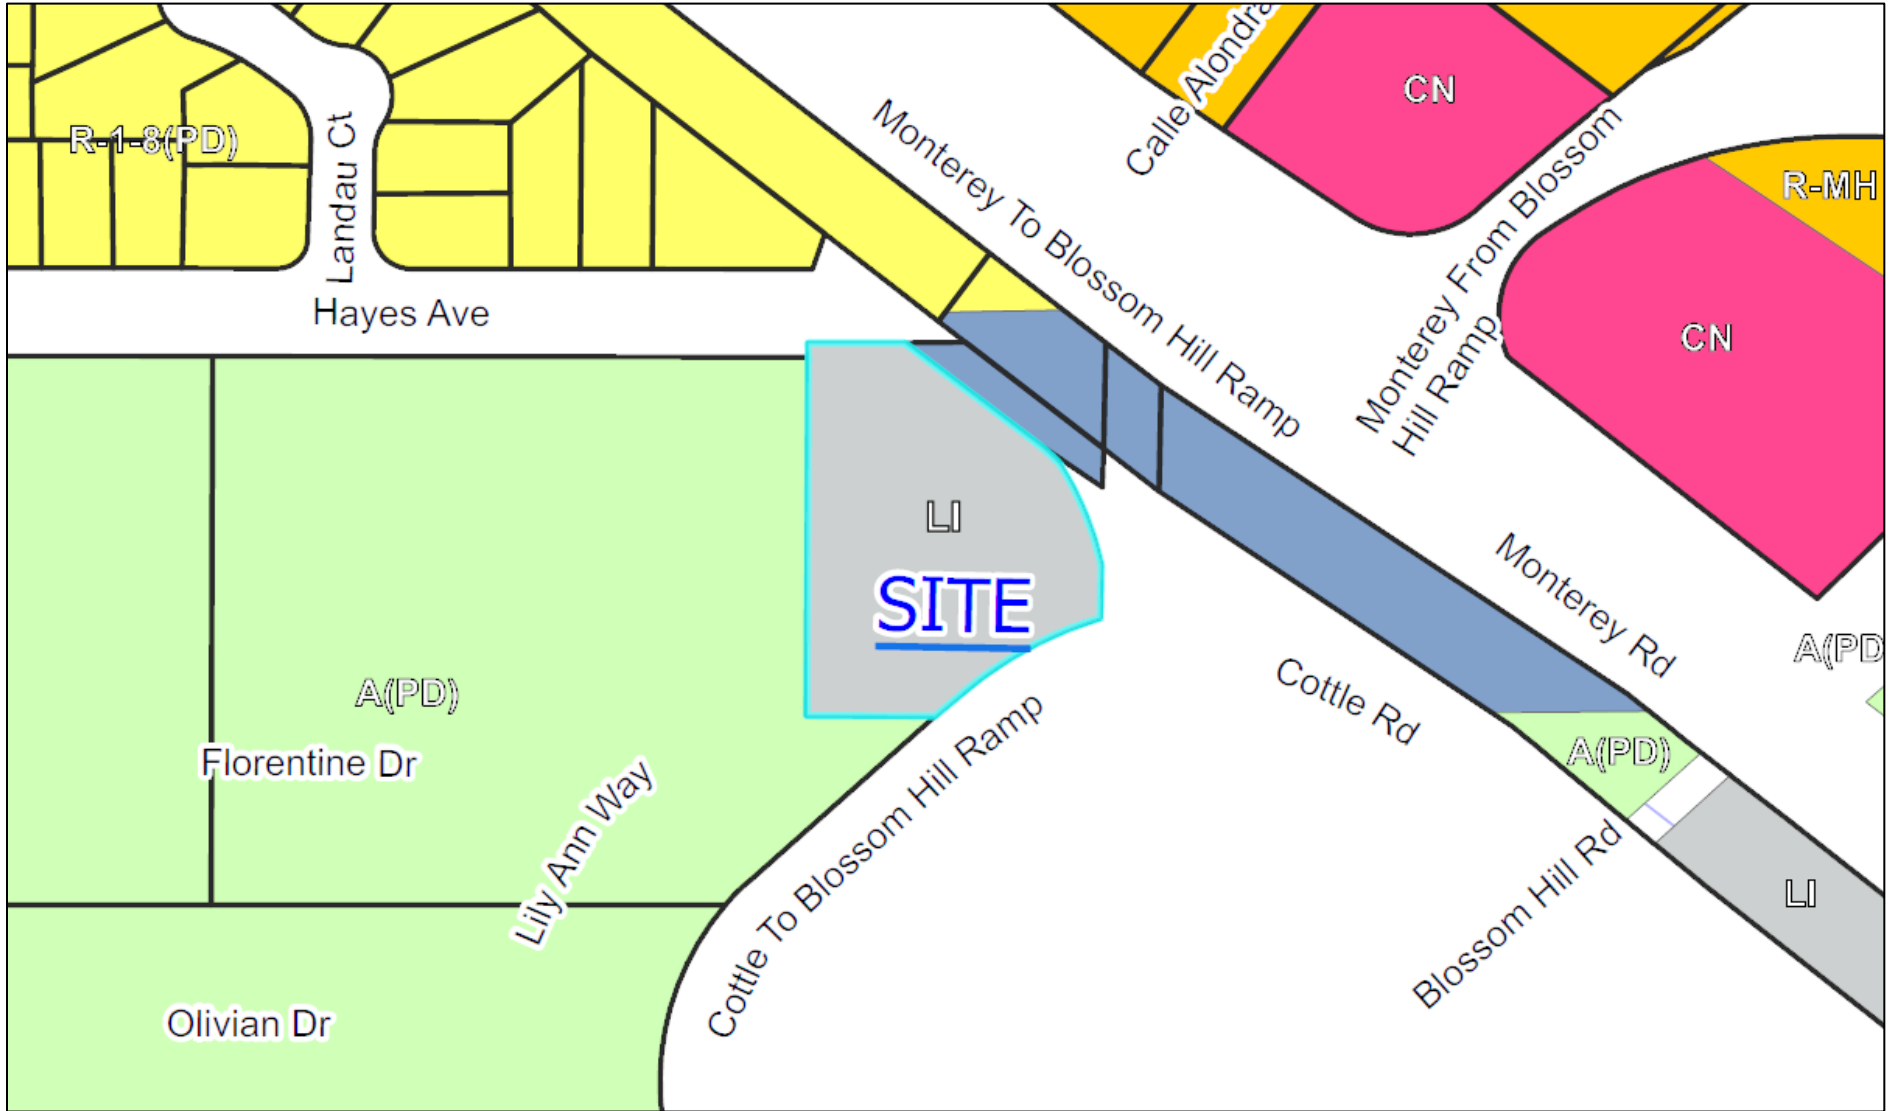 Calle Alondra
CN
R-1-8(PD)
Landau Ct
Monterey To Blossom Hill Ramp
Monterey From Blossom
Hill Ramp
R-MH
Hayes Ave
CN
LI
SITE
Monterey Rd
A(PD
A(PD)
Cottle Rd
Florentine Dr
A(PD)
Lily Ann Way
Cottle To Blossom Hill Ramp
Blossom Hill Rd
LI
Olivian Dr